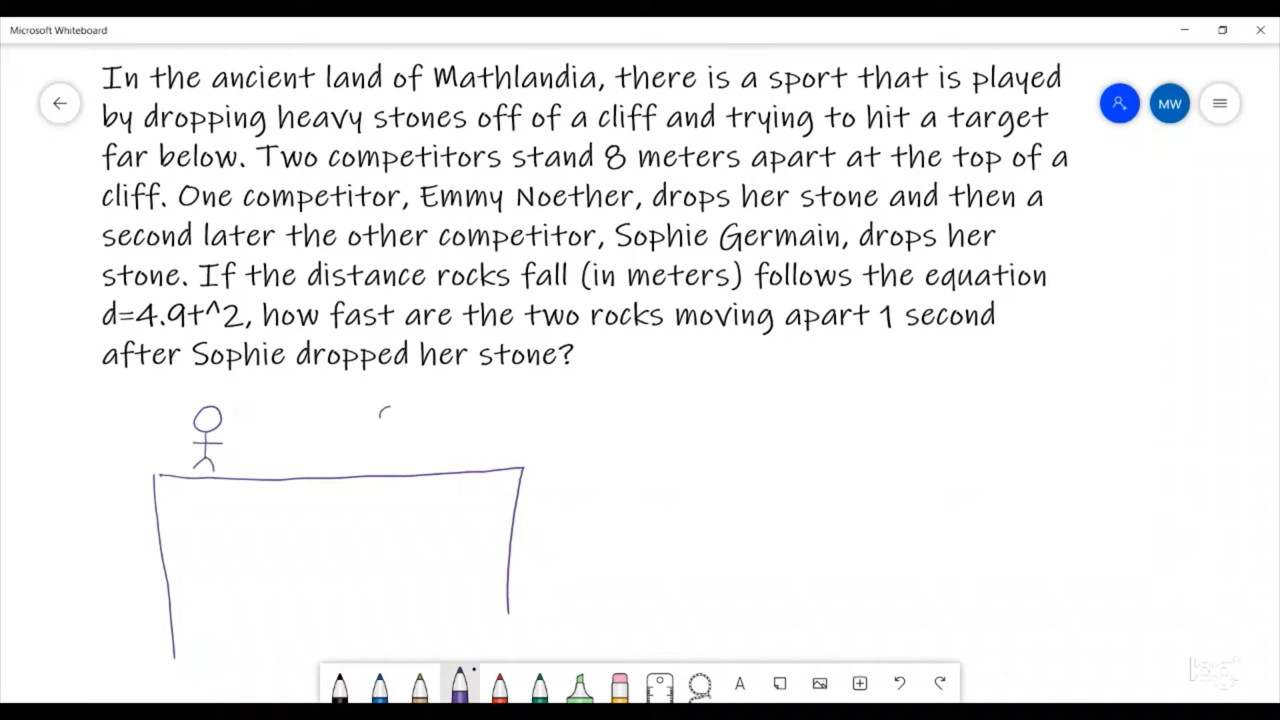 Microsoft Whiteboard
In the ancient land of Mathlandia, there is a sport that is played
by dropping heavy stones off of a cliff and trying to hit a target
far below. Two competitors stand 8 meters apart at the top of a
cliff. One competitor, Emmy Noether, drops her stone and then a
second later the other competitor, Sophie Germain, drops her
stone. If the distance rocks fall (in meters) follows the equation
d=4.9t^2, how fast are the two rocks moving apart 1 second
after Sophie dropped her stone?
MW
A